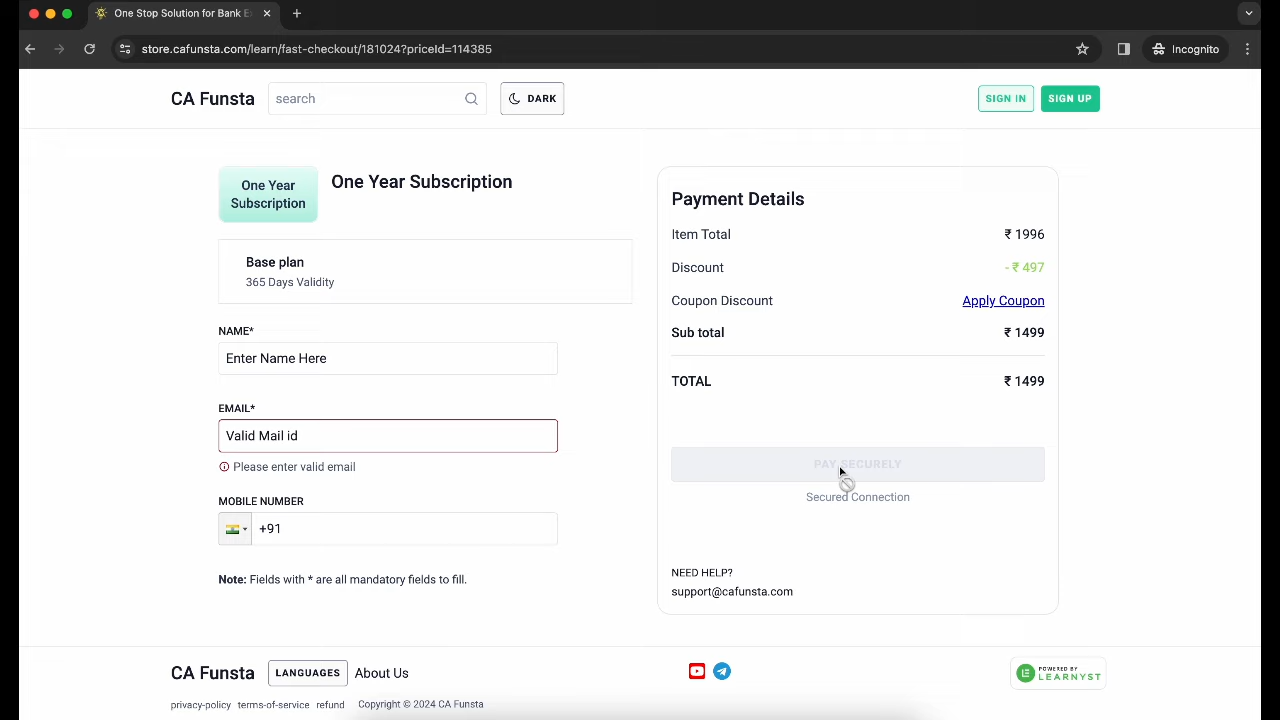 One Stop Solution for Bank E
store.cafunsta.com/learn/fast-checkout/181024?priceId=114385
Incognito
CA Funsta
search
DARK
SIGN IN
SIGN UP
One Year
Subscription
One Year Subscription
Base plan
365 Days Validity
NAME*
Enter Name Here
EMAIL*
Valid Mail id
Please enter valid email
MOBILE NUMBER
+91
Note: Fields with * are all mandatory fields to fill.
Payment Details
Item Total ₹ 1996
Discount - ₹ 497
Coupon Discount Apply Coupon
Sub total ₹ 1499
TOTAL ₹ 1499
PAY SECURELY
Secured Connection
NEED HELP?
support@cafunsta.com
CA Funsta LANGUAGES About Us
privacy-policy terms-of-service refund Copyright © 2024 CA Funsta
POWERED BY
LEARNYST